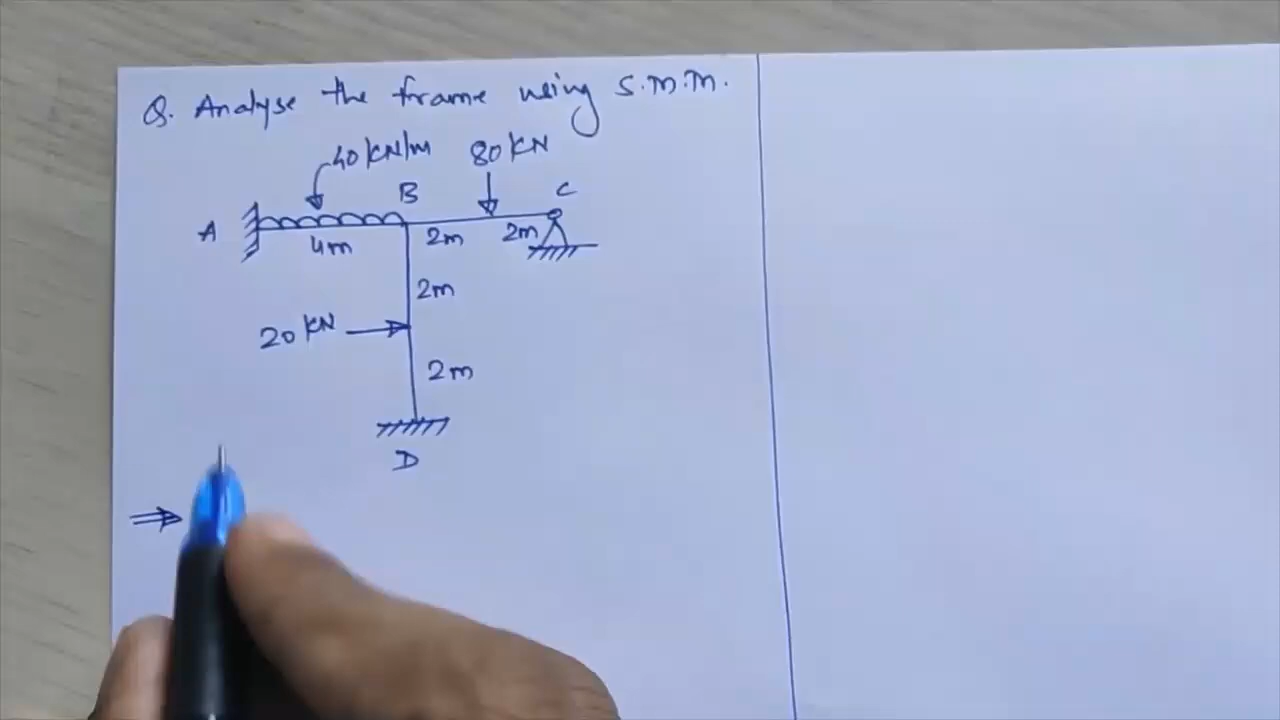 Q. Analyse the frame using S.M.M.
40 KN/m 80 KN
B C
A 4m 2m 2m
2m
20 KN
2m
D